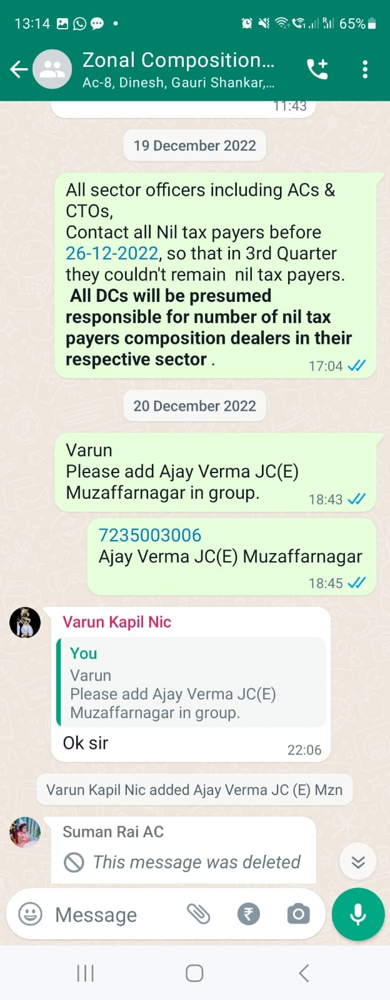 13:14
65%
Zonal Composition...
Ac-8, Dinesh, Gauri Shankar,...
11:43
19 December 2022
All sector officers including ACs &
CTOs,
Contact all Nil tax payers before
26-12-2022, so that in 3rd Quarter
they couldn't remain  nil tax payers.
All DCs will be presumed
responsible for number of nil tax
payers composition dealers in their
respective sector .
17:04
20 December 2022
Varun
Please add Ajay Verma JC(E)
Muzaffarnagar in group.
18:43
7235003006
Ajay Verma JC(E) Muzaffarnagar
18:45
Varun Kapil Nic
You
Varun
Please add Ajay Verma JC(E)
Muzaffarnagar in group.
Ok sir
22:06
Varun Kapil Nic added Ajay Verma JC (E) Mzn
Suman Rai AC
This message was deleted
Message
₹